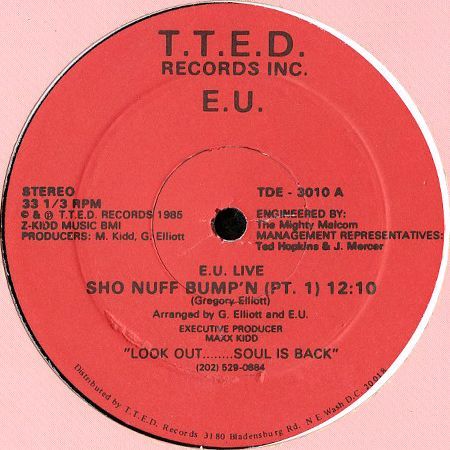 T.T.E.D.
RECORDS INC.
E.U.
STEREO
33 1/3 RPM
© & ℗ T.T.E.D. RECORDS 1985
Z-KIDD MUSIC BMI
PRODUCERS: M. Kidd, G. Elliott
TDE - 3010 A
ENGINEERED BY:
The Mighty Malcom
MANAGEMENT REPRESENTATIVES:
Ted Hopkins & J. Mercer
E.U. LIVE
SHO NUFF BUMP'N (PT. 1) 12:10
(Gregory Elliott)
Arranged by G. Elliott and E.U.
EXECUTIVE PRODUCER
MAXX KIDD
"LOOK OUT........SOUL IS BACK"
(202) 529-0884
Distributed by T.T.E.D. Records 3180 Bladensburg Rd. N E Wash D.C. 20018